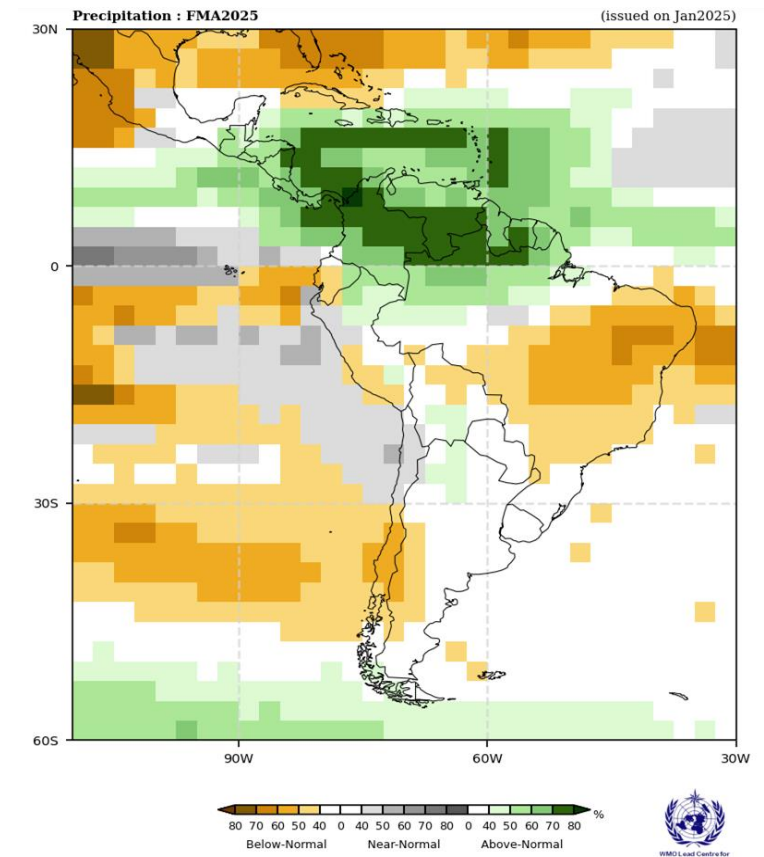 Precipitation : FMA2025 (issued on Jan2025)
30N
0
30S
60S
90W 60W 30W
80 70 60 50 40 0 40 50 60 70 80 0 40 50 60 70 80 %
Below-Normal Near-Normal Above-Normal
WMO Lead Centre for